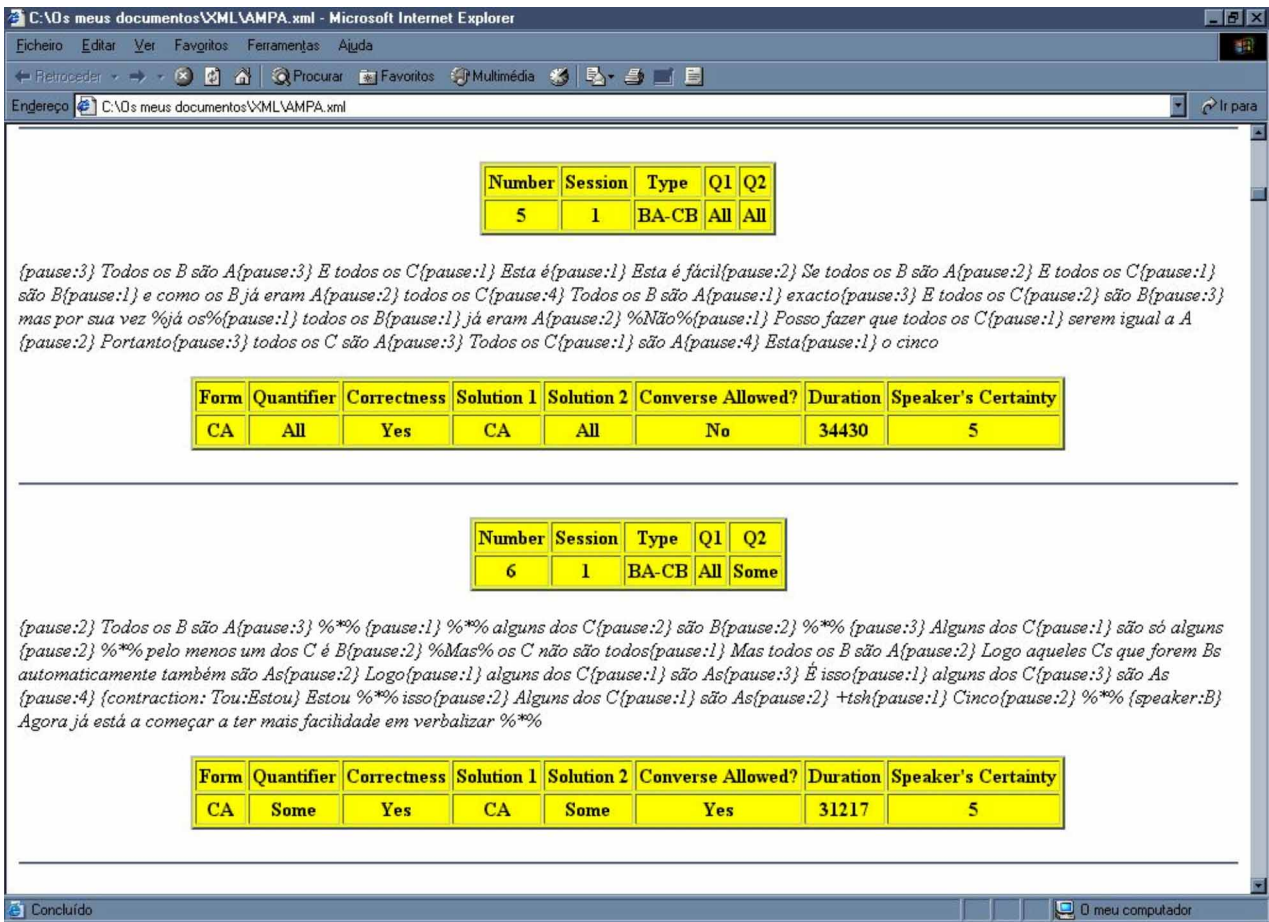 C:\Os meus documentos\XML\AMPA.xml - Microsoft Internet Explorer
Ficheiro Editar Ver Favoritos Ferramentas Ajuda
Retroceder Procurar Favoritos Multimédia
Endereço C:\Os meus documentos\XML\AMPA.xml Ir para
Number Session Type Q1 Q2
5 1 BA-CB All All
{pause:3} Todos os B são A{pause:3} E todos os C{pause:1} Esta é{pause:1} Esta é fácil{pause:2} Se todos os B são A{pause:2} E todos os C{pause:1}
são B{pause:1} e como os B já eram A{pause:2} todos os C{pause:4} Todos os B são A{pause:1} exacto{pause:3} E todos os C{pause:2} são B{pause:3}
mas por sua vez %já os%{pause:1} todos os B{pause:1} já eram A{pause:2} %Não%{pause:1} Posso fazer que todos os C{pause:1} serem igual a A
{pause:2} Portanto{pause:3} todos os C são A{pause:3} Todos os C{pause:1} são A{pause:4} Esta{pause:1} o cinco
Form Quantifier Correctness Solution 1 Solution 2 Converse Allowed? Duration Speaker's Certainty
CA All Yes CA All No 34430 5
Number Session Type Q1 Q2
6 1 BA-CB All Some
{pause:2} Todos os B são A{pause:3} %*% {pause:1} %*% alguns dos C{pause:2} são B{pause:2} %*% {pause:3} Alguns dos C{pause:1} são só alguns
{pause:2} %*% pelo menos um dos C é B{pause:2} %Mas% os C não são todos{pause:1} Mas todos os B são A{pause:2} Logo aqueles Cs que forem Bs
automaticamente também são As{pause:2} Logo{pause:1} alguns dos C{pause:1} são As{pause:3} É isso{pause:1} alguns dos C{pause:3} são As
{pause:4} {contraction: Tou:Estou} Estou %*% isso{pause:2} Alguns dos C{pause:1} são As{pause:2} +tsh{pause:1} Cinco{pause:2} %*% {speaker:B}
Agora já está a começar a ter mais facilidade em verbalizar %*%
Form Quantifier Correctness Solution 1 Solution 2 Converse Allowed? Duration Speaker's Certainty
CA Some Yes CA Some Yes 31217 5
Concluído O meu computador